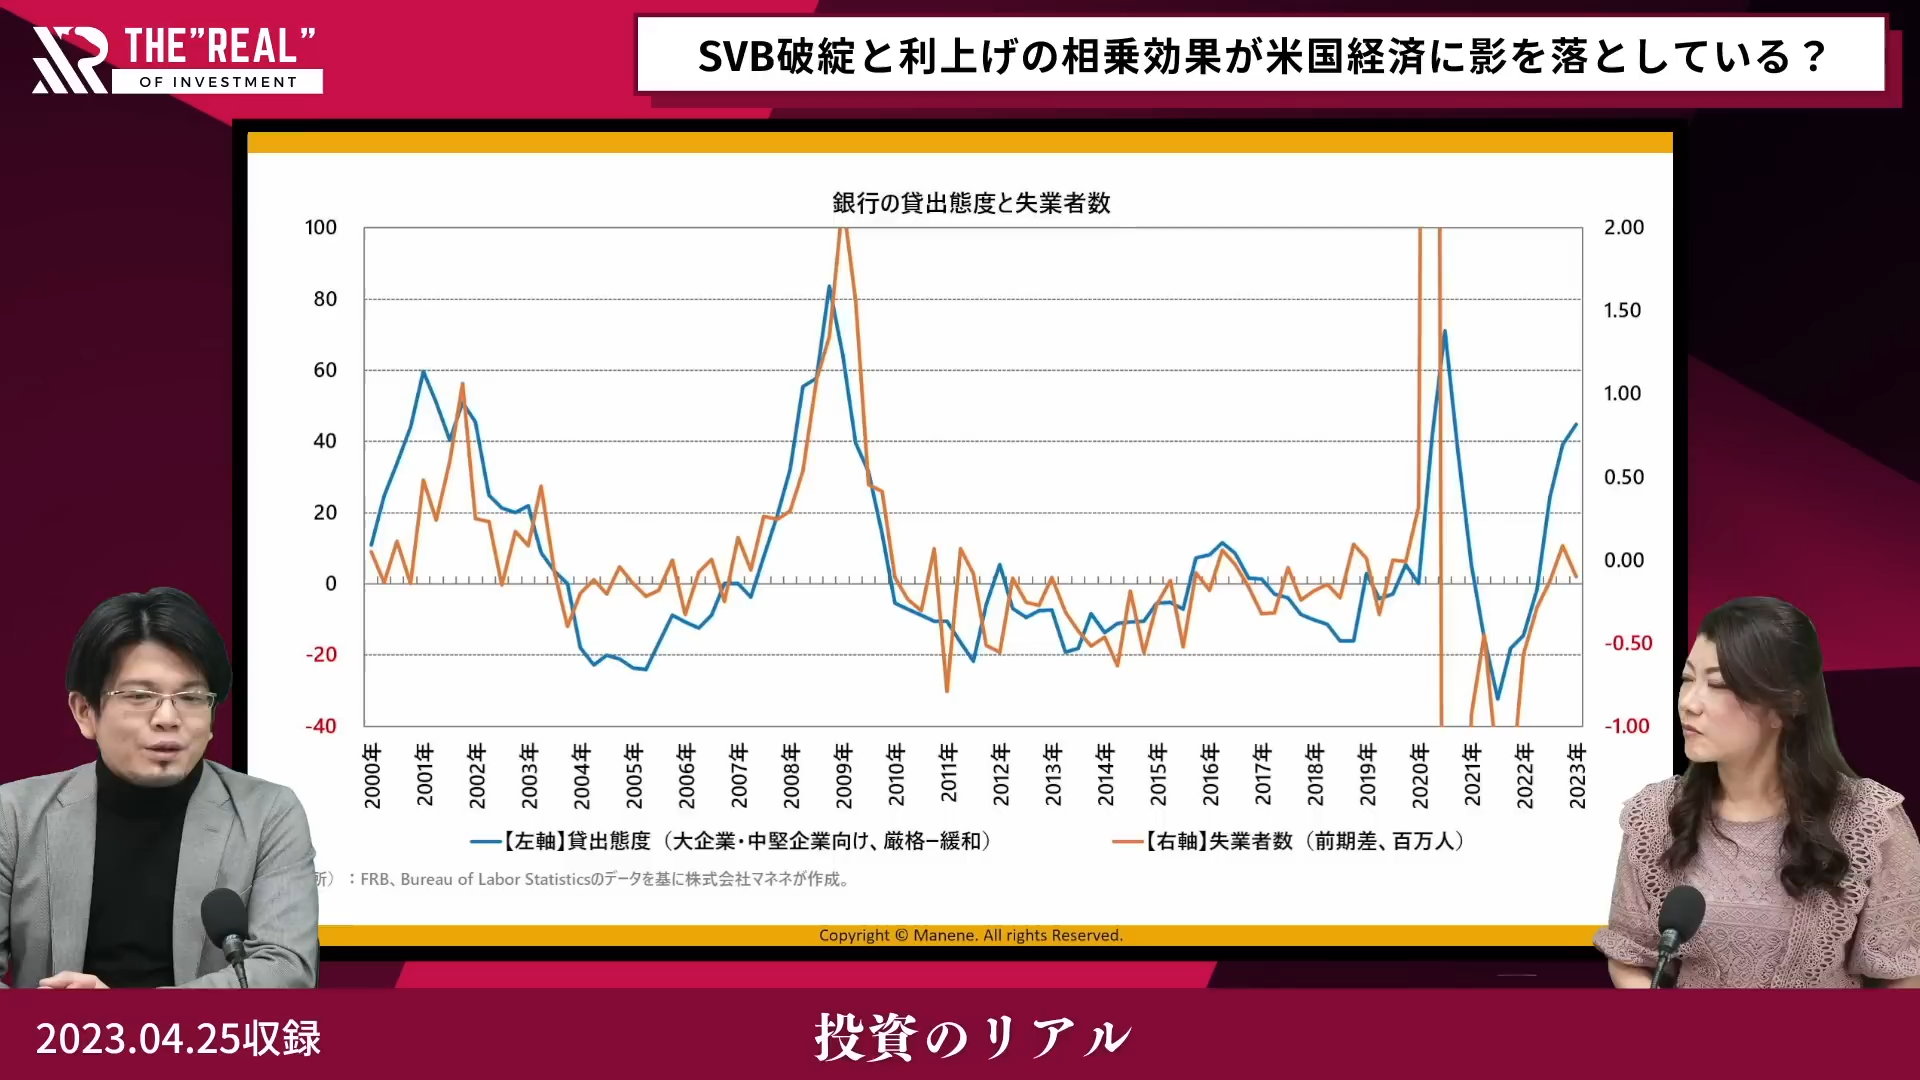 THE"REAL"
OF INVESTMENT
SVB破綻と利上げの相乗効果が米国経済に影を落としている？
銀行の貸出態度と失業者数
100
80
60
40
20
0
-20
-40
2.00
1.50
1.00
0.50
0.00
-0.50
-1.00
2000年
2001年
2002年
2003年
2004年
2005年
2006年
2007年
2008年
2009年
2010年
2011年
2012年
2013年
2014年
2015年
2016年
2017年
2018年
2019年
2020年
2021年
2022年
2023年
【左軸】貸出態度（大企業・中堅企業向け、厳格−緩和）
【右軸】失業者数（前期差、百万人）
所）：FRB、Bureau of Labor Statisticsのデータを基に株式会社マネネが作成。
Copyright © Manene. All rights Reserved.
2023.04.25収録
投資のリアル